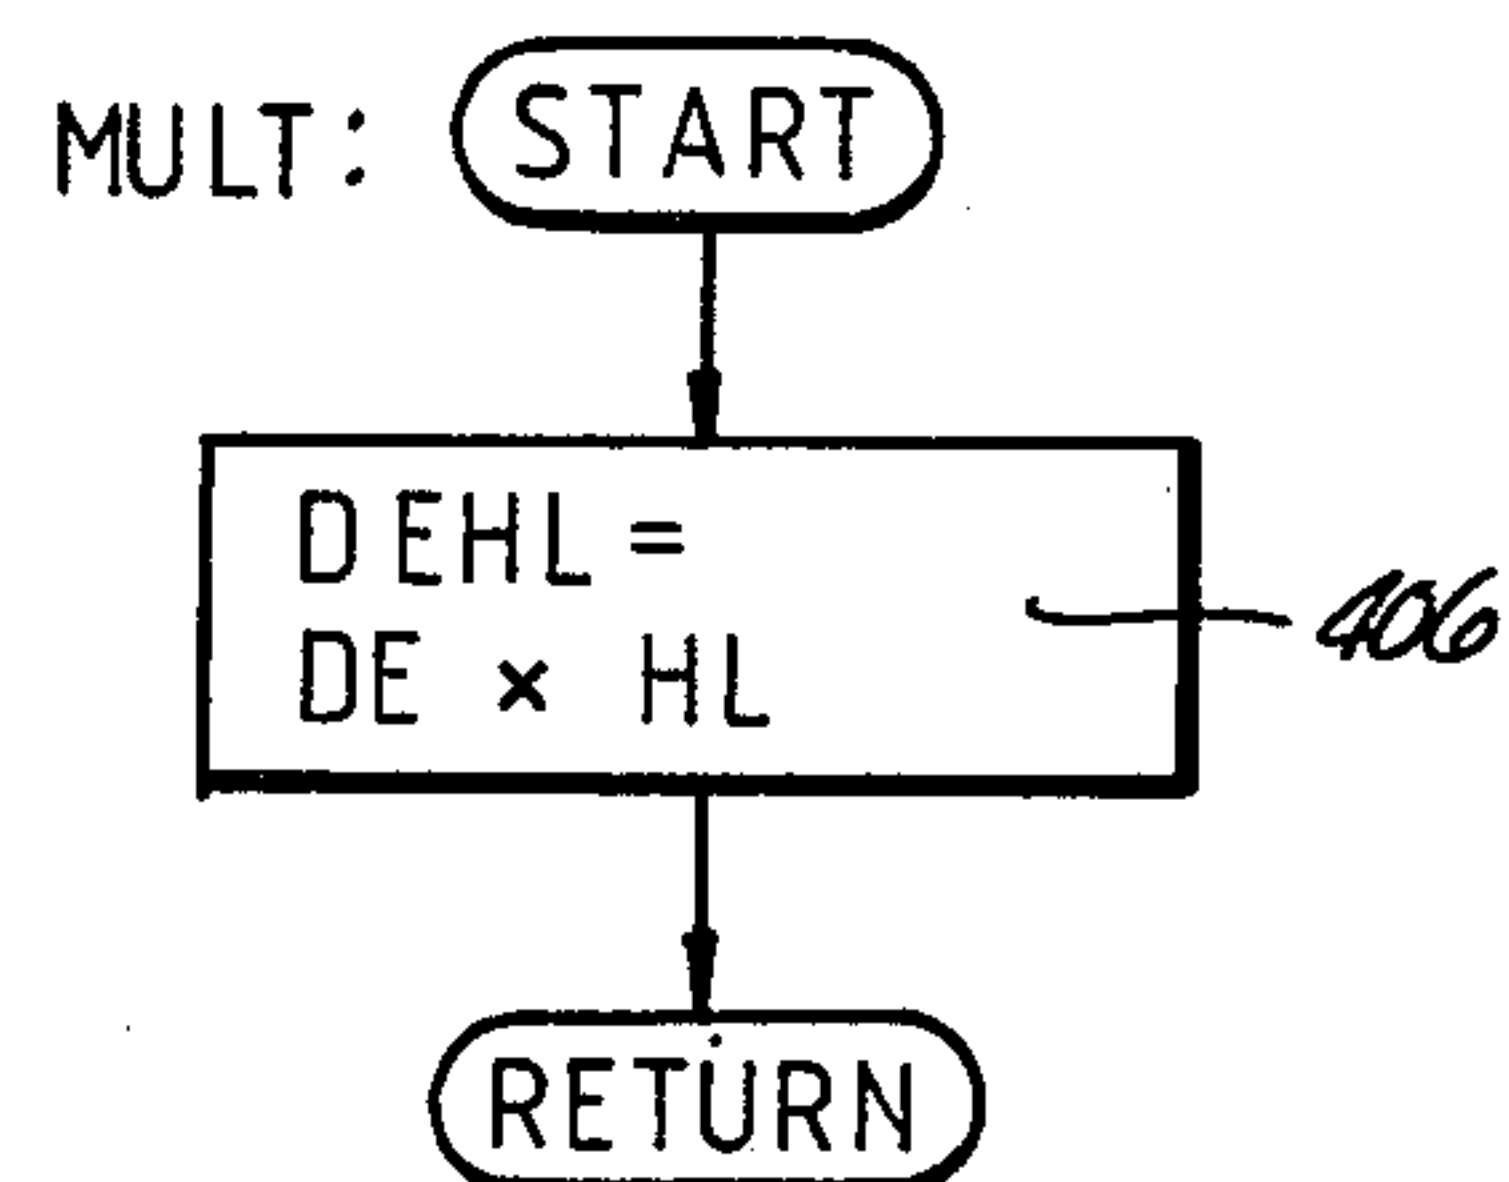 MULT:
START
DEHL =
DE × HL
406
RETURN